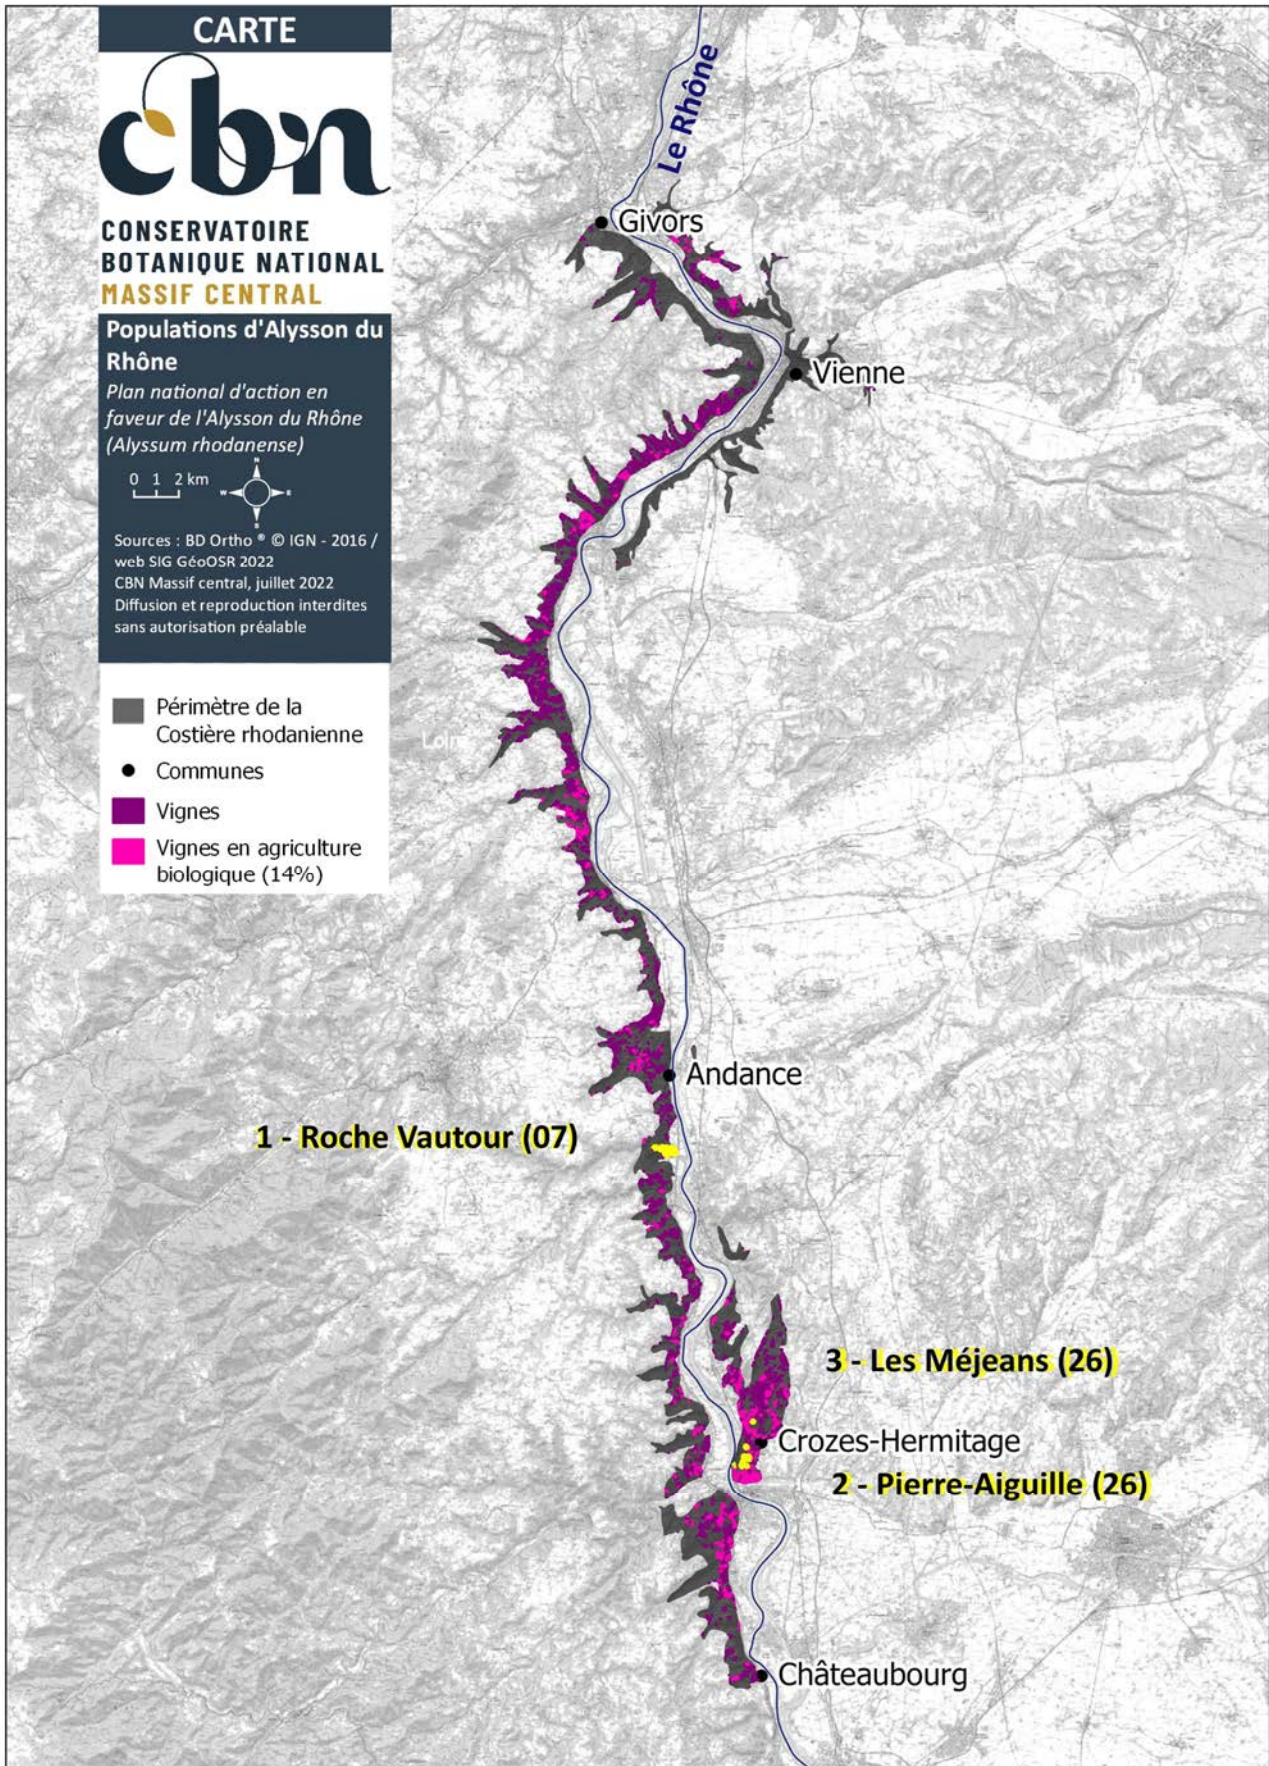 CARTE
cbn
CONSERVATOIRE
BOTANIQUE NATIONAL
MASSIF CENTRAL
Populations d'Alysson du
Rhône
Plan national d'action en
faveur de l'Alysson du Rhône
(Alyssum rhodanense)
0 1 2 km
N
W E
S
Sources : BD Ortho ® © IGN - 2016 /
web SIG GéoOSR 2022
CBN Massif central, juillet 2022
Diffusion et reproduction interdites
sans autorisation préalable
Périmètre de la
Costière rhodanienne
Communes
Vignes
Vignes en agriculture
biologique (14%)
Le Rhône
Givors
Vienne
Andance
1 - Roche Vautour (07)
3 - Les Méjeans (26)
Crozes-Hermitage
2 - Pierre-Aiguille (26)
Châteaubourg